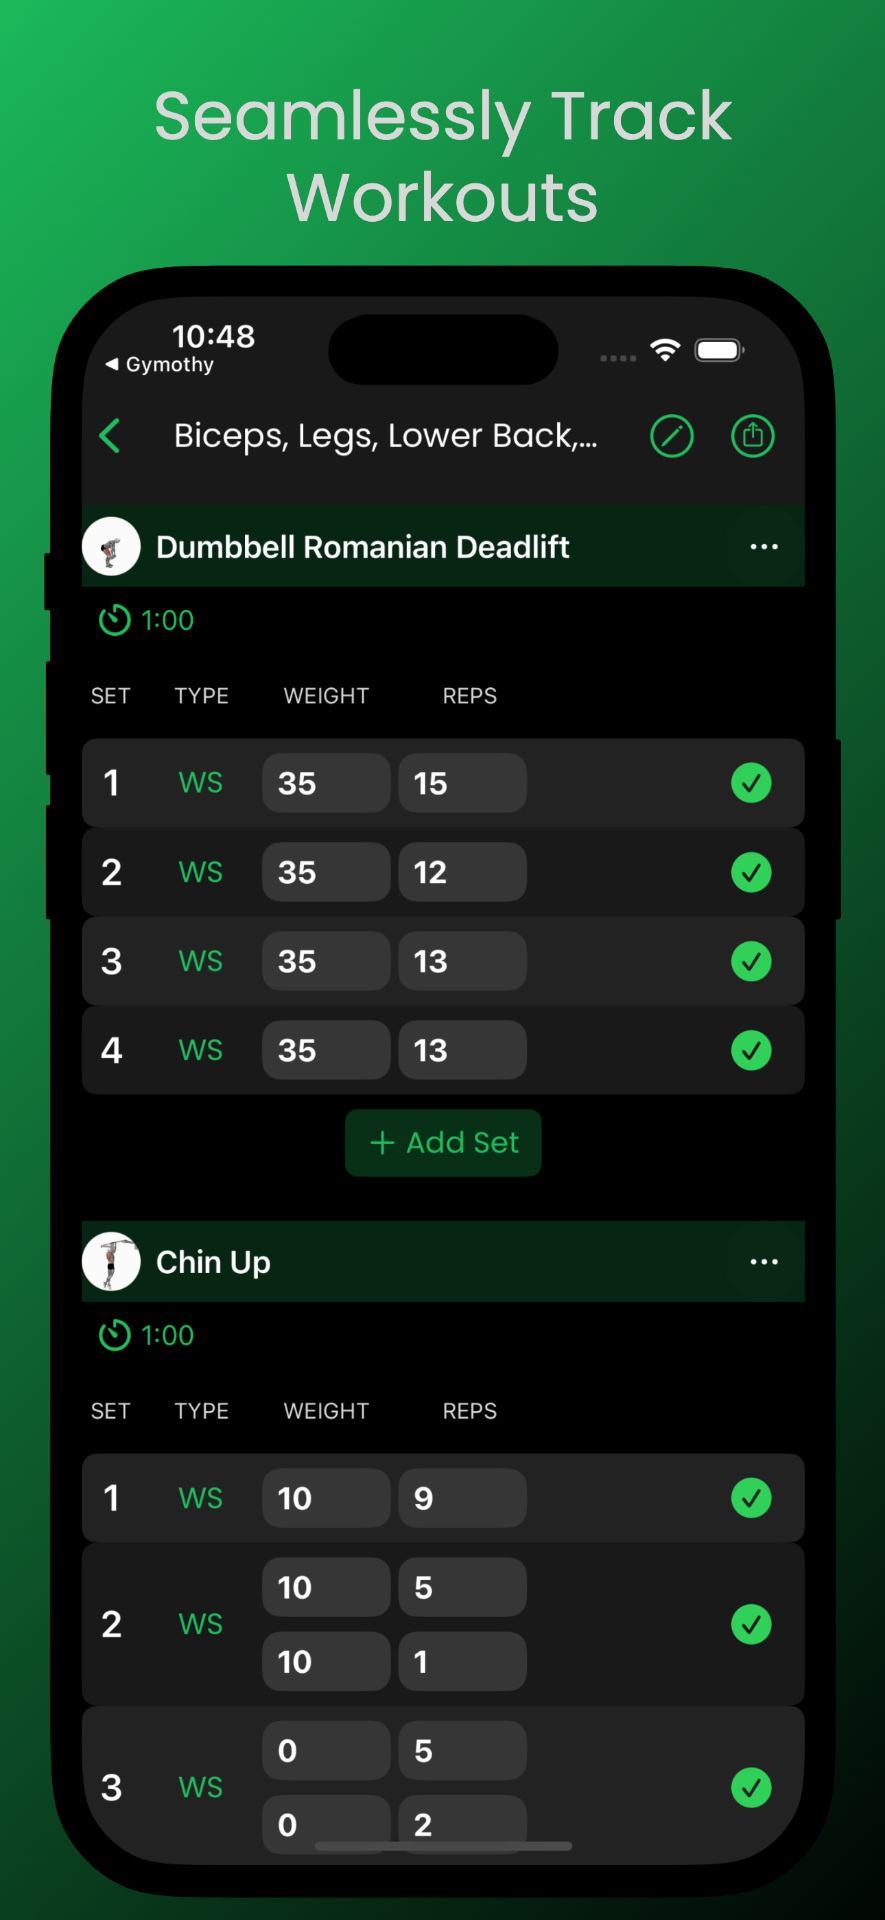 Seamlessly Track
Workouts
10:48
◀ Gymothy
Biceps, Legs, Lower Back,...
Dumbbell Romanian Deadlift
1:00
SET TYPE WEIGHT REPS
1 WS 35 15
2 WS 35 12
3 WS 35 13
4 WS 35 13
+ Add Set
Chin Up
1:00
SET TYPE WEIGHT REPS
1 WS 10 9
2 WS 10 5
10 1
3 WS 0 5
0 2